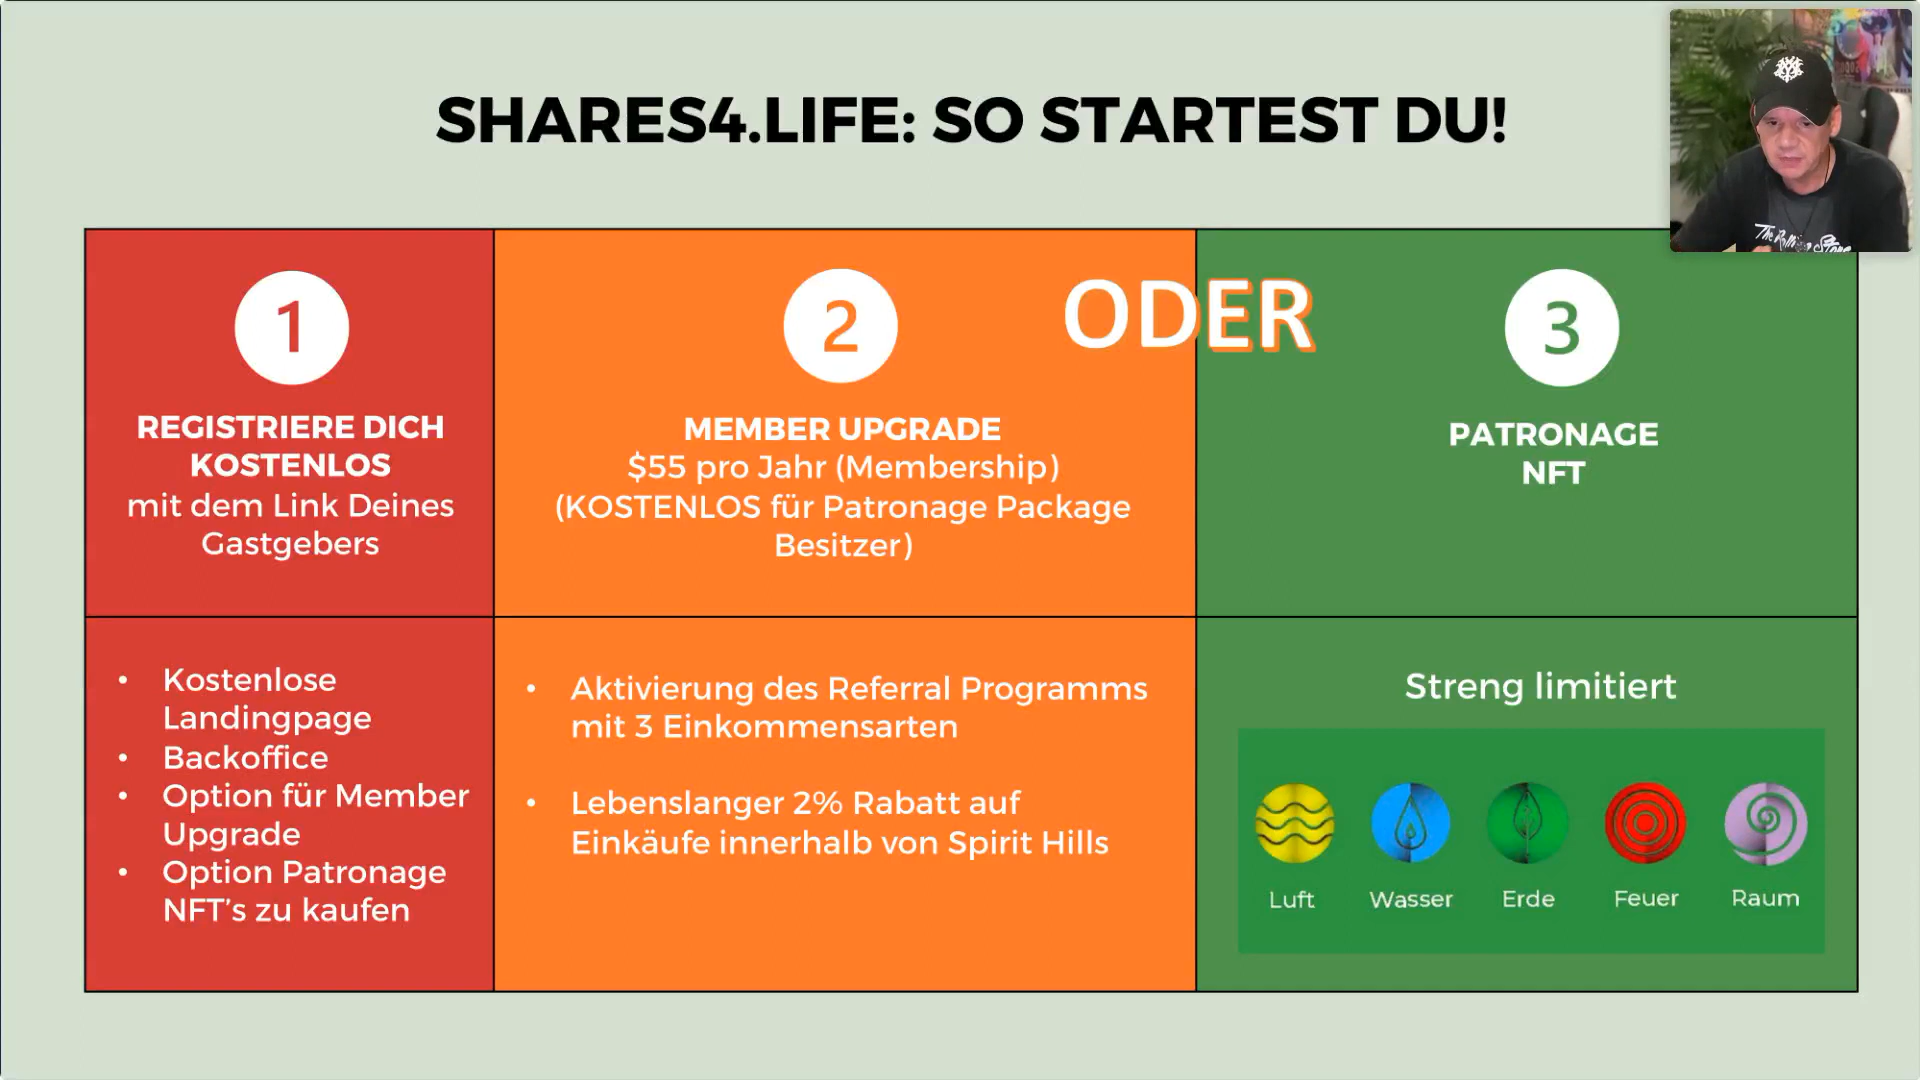 SHARES4.LIFE: SO STARTEST DU!
1
REGISTRIERE DICH
KOSTENLOS
mit dem Link Deines
Gastgebers
2
MEMBER UPGRADE
$55 pro Jahr (Membership)
(KOSTENLOS für Patronage Package
Besitzer)
ODER
3
PATRONAGE
NFT
• Kostenlose
Landingpage
• Backoffice
• Option für Member
Upgrade
• Option Patronage
NFT's zu kaufen
• Aktivierung des Referral Programms
mit 3 Einkommensarten
• Lebenslanger 2% Rabatt auf
Einkäufe innerhalb von Spirit Hills
Streng limitiert
Luft Wasser Erde Feuer Raum
The Rolling Stone